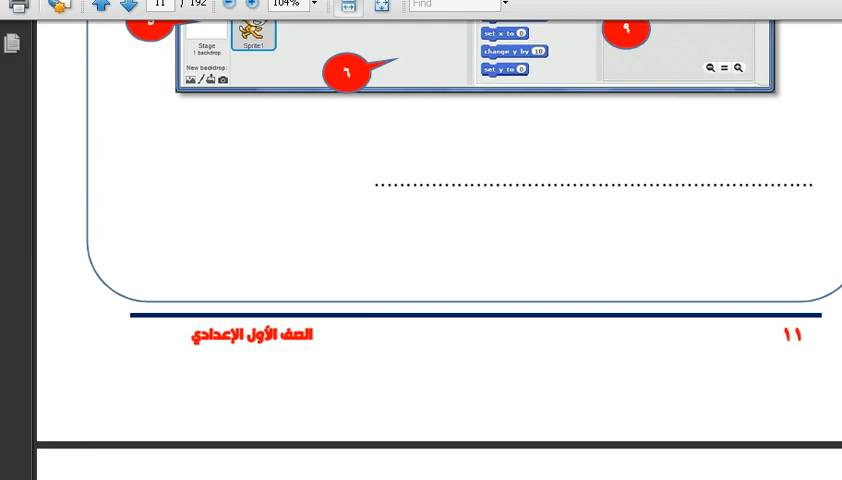 11 / 192 104% Find
٩
set x to 0
Stage
1 backdrop
Sprite1
change y by 10
New backdrop:
٦
set y to 0
........................................................................
الصف الأول الإعدادي
١١